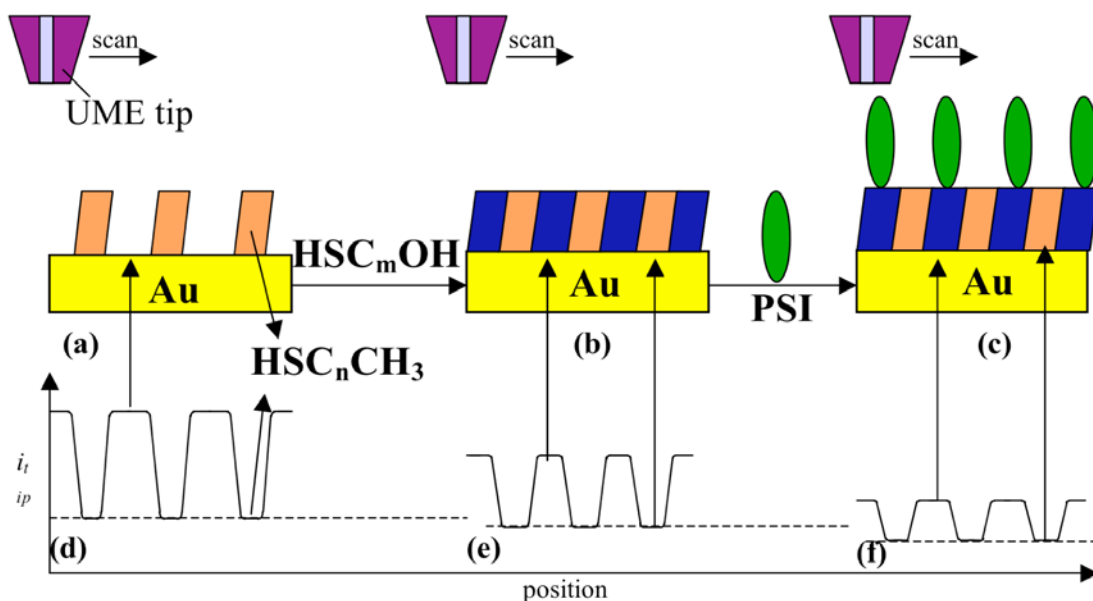 scan
scan
scan
UME tip
HSCmOH
Au
Au
Au
PSI
(a)
(b)
(c)
HSCnCH3
it
ip
(d)
(e)
(f)
position